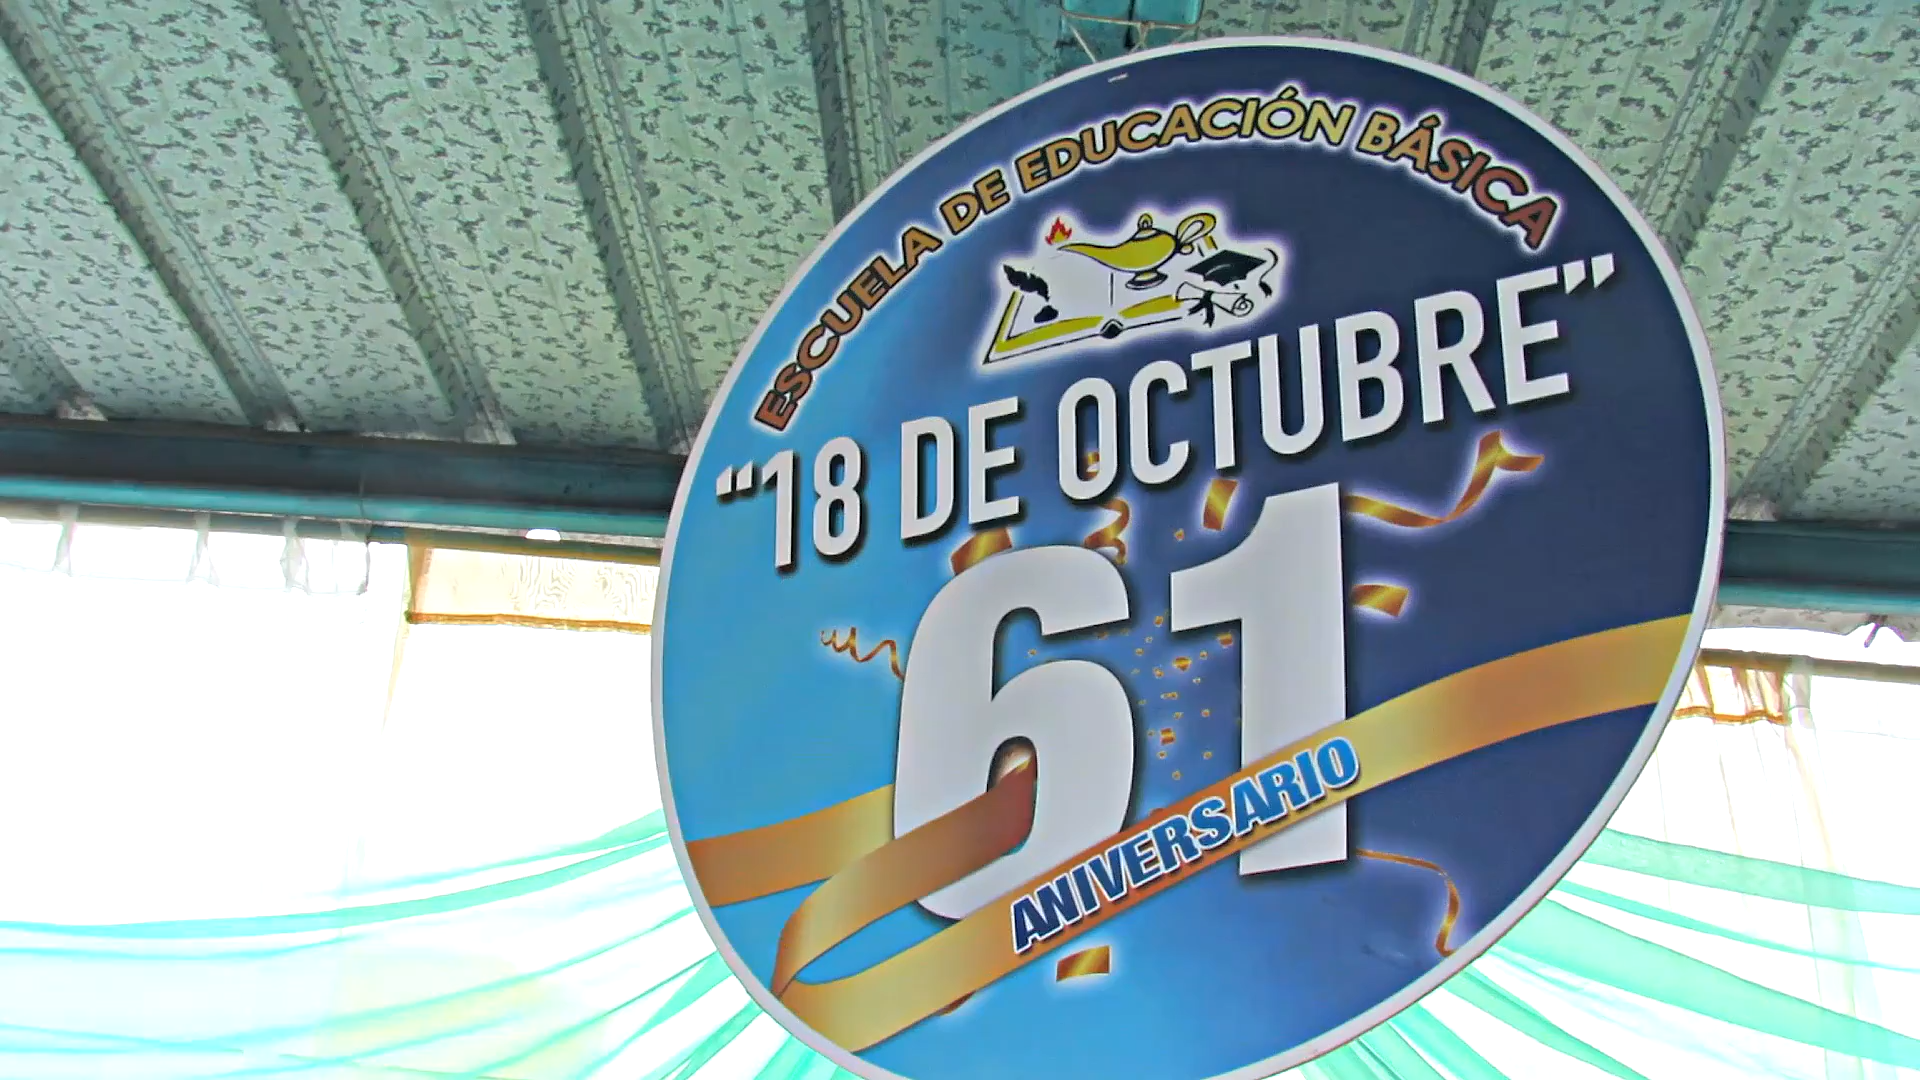 ESCUELA DE EDUCACIÓN BÁSICA
“18 DE OCTUBRE”
61
ANIVERSARIO